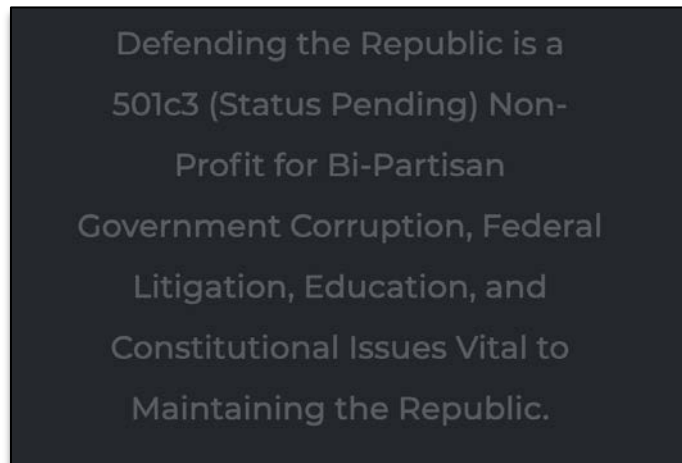 Defending the Republic is a
501c3 (Status Pending) Non-
Profit for Bi-Partisan
Government Corruption, Federal
Litigation, Education, and
Constitutional Issues Vital to
Maintaining the Republic.